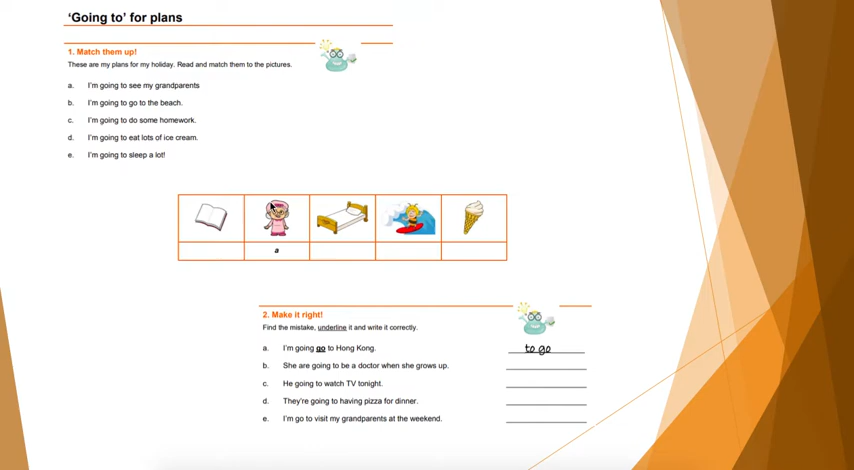 'Going to' for plans
1. Match them up!
These are my plans for my holiday. Read and match them to the pictures.
a. I'm going to see my grandparents
b. I'm going to go to the beach.
c. I'm going to do some homework.
d. I'm going to eat lots of ice cream.
e. I'm going to sleep a lot!
a
2. Make it right!
Find the mistake, underline it and write it correctly.
a. I'm going go to Hong Kong. to go
b. She are going to be a doctor when she grows up.
c. He going to watch TV tonight.
d. They're going to having pizza for dinner.
e. I'm go to visit my grandparents at the weekend.